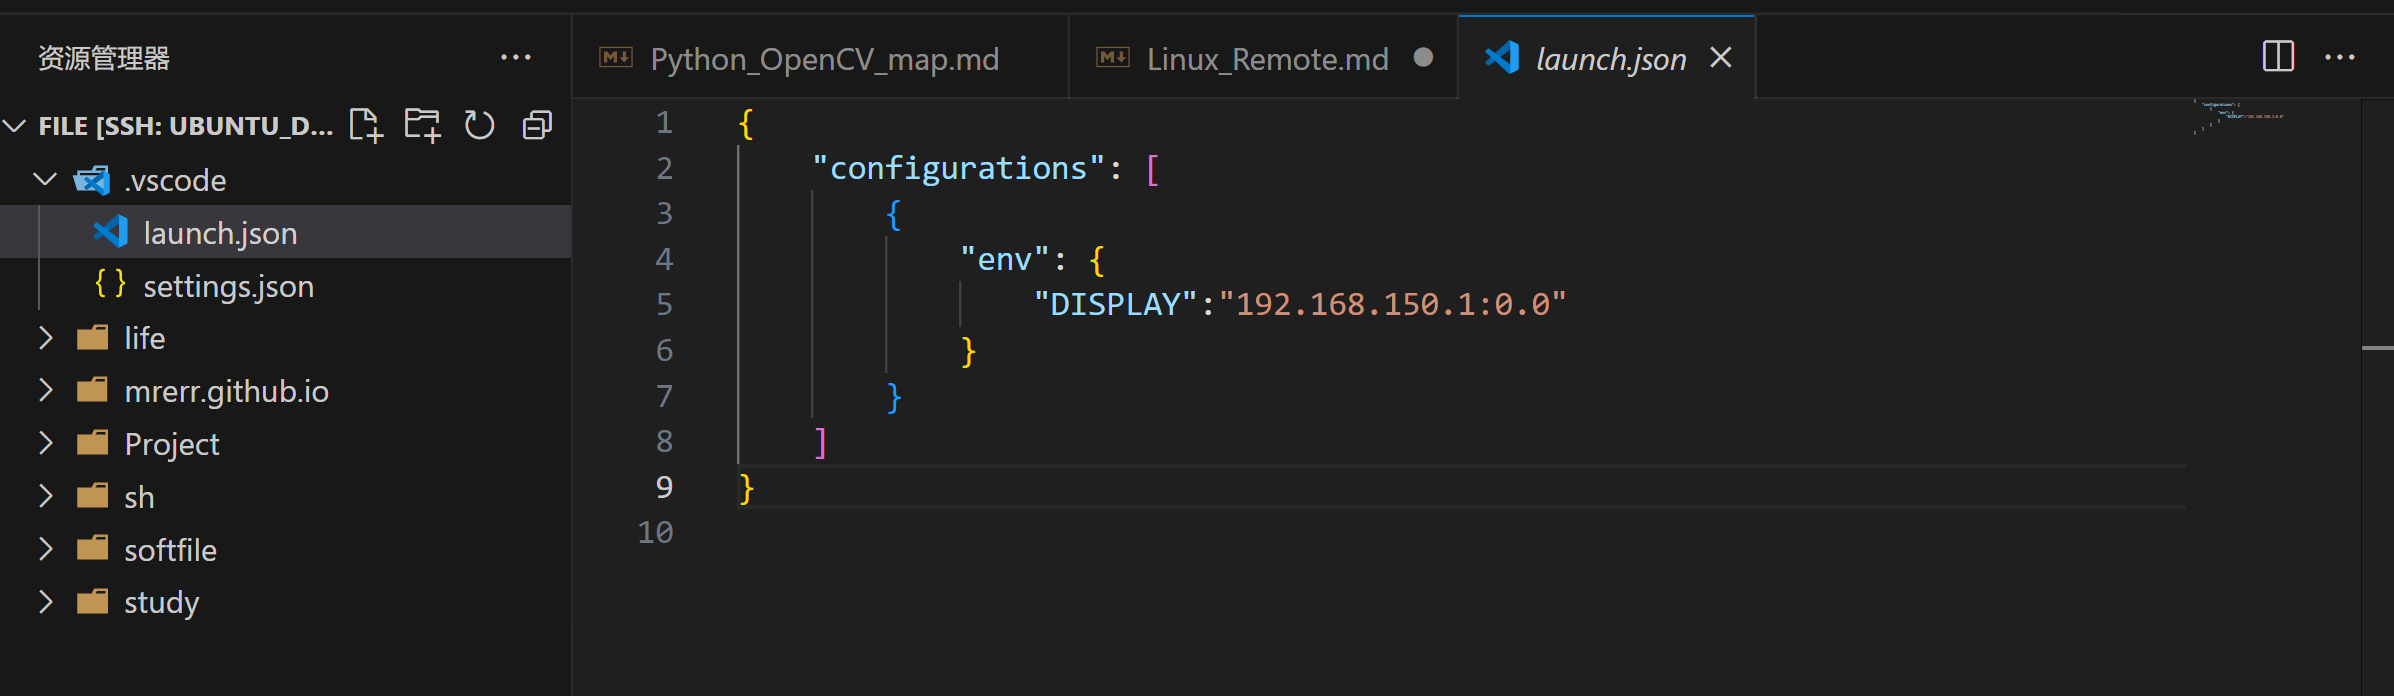 资源管理器
FILE [SSH: UBUNTU_D...
.vscode
launch.json
settings.json
life
mrerr.github.io
Project
sh
softfile
study
Python_OpenCV_map.md
Linux_Remote.md
launch.json
1 {
2 "configurations": [
3 {
4 "env": {
5 "DISPLAY":"192.168.150.1:0.0"
6 }
7 }
8 ]
9 }
10